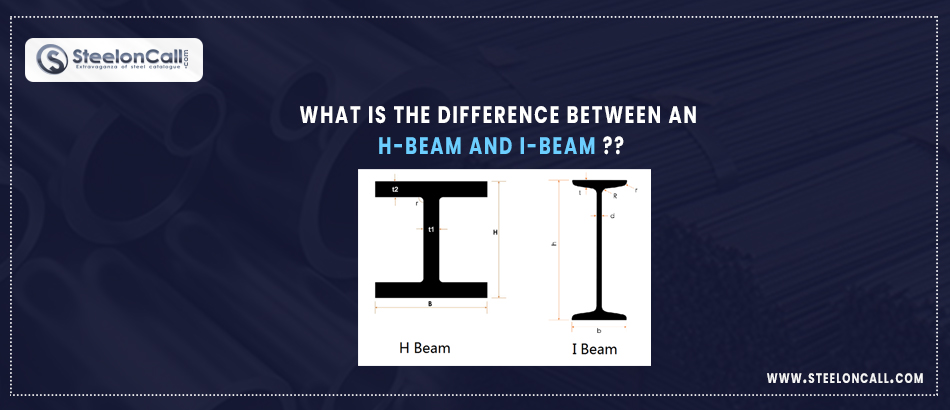 SteelonCall
.com
Extravaganza of steel catalogue
WHAT IS THE DIFFERENCE BETWEEN AN
H-BEAM AND I-BEAM ??
t2
r
t1
H
B
H Beam
t
R
r
d
h
b
I Beam
WWW.STEELONCALL.COM